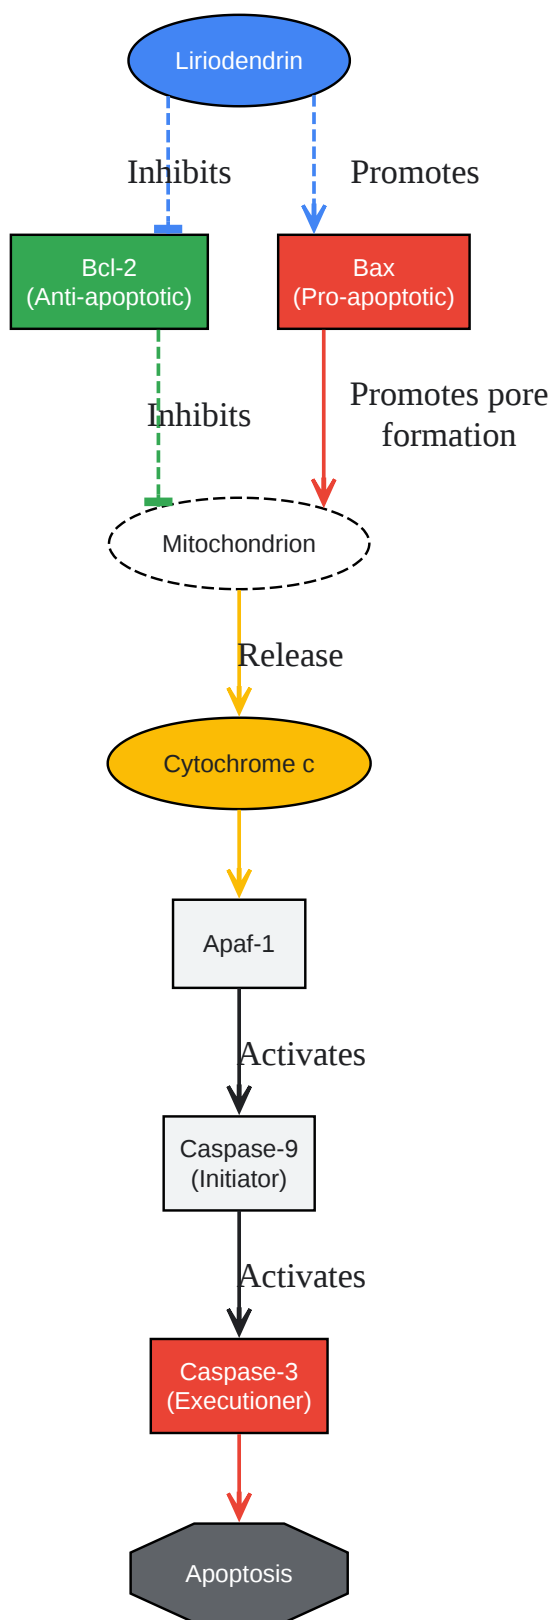 Liriodendrin
Inhibits
Promotes
Bcl-2
(Anti-apoptotic)
Bax
(Pro-apoptotic)
Inhibits
Promotes pore
formation
Mitochondrion
Release
Cytochrome c
Apaf-1
Activates
Caspase-9
(Initiator)
Activates
Caspase-3
(Executioner)
Apoptosis